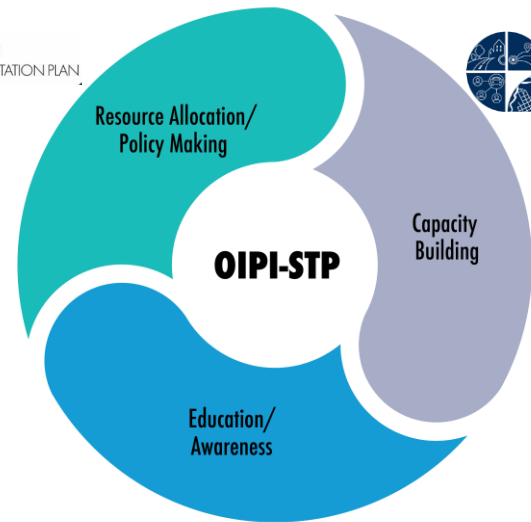 TATION PLAN
Resource Allocation/
Policy Making
Capacity
Building
OIPI-STP
Education/
Awareness